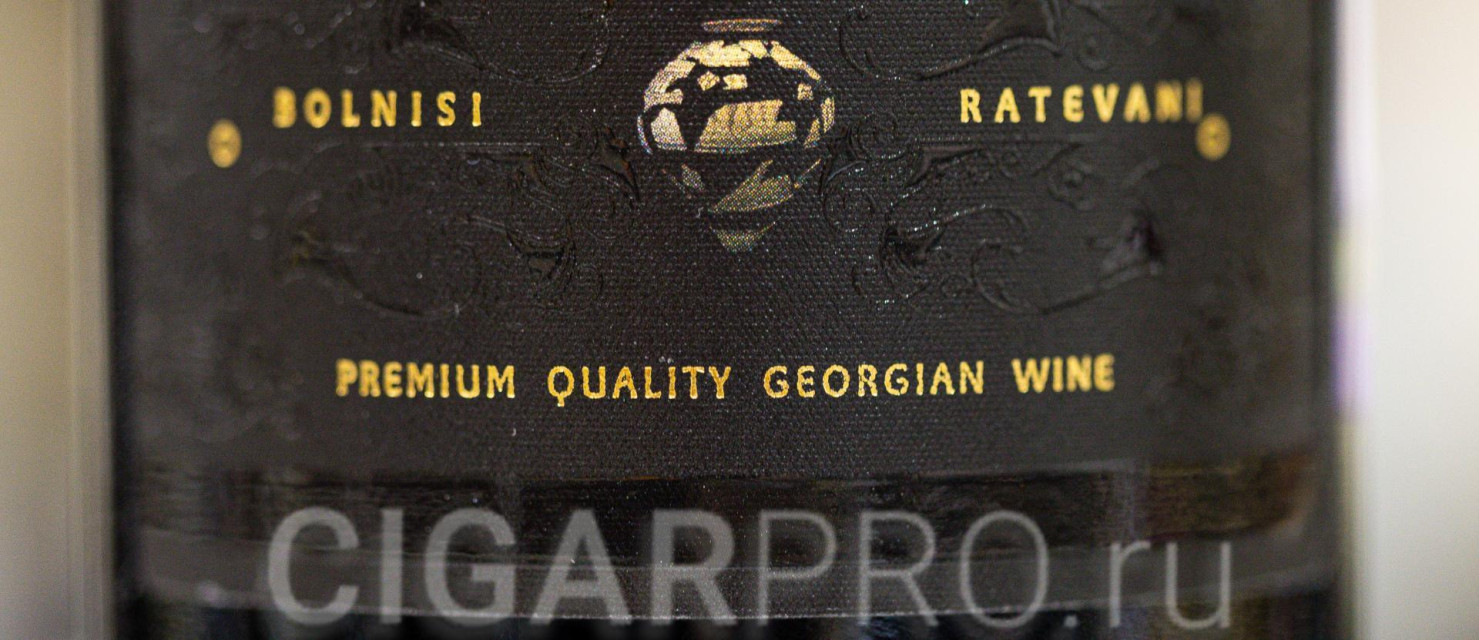 BOLNISI RATEVANI
PREMIUM QUALITY GEORGIAN WINE
CIGARPRO.ru